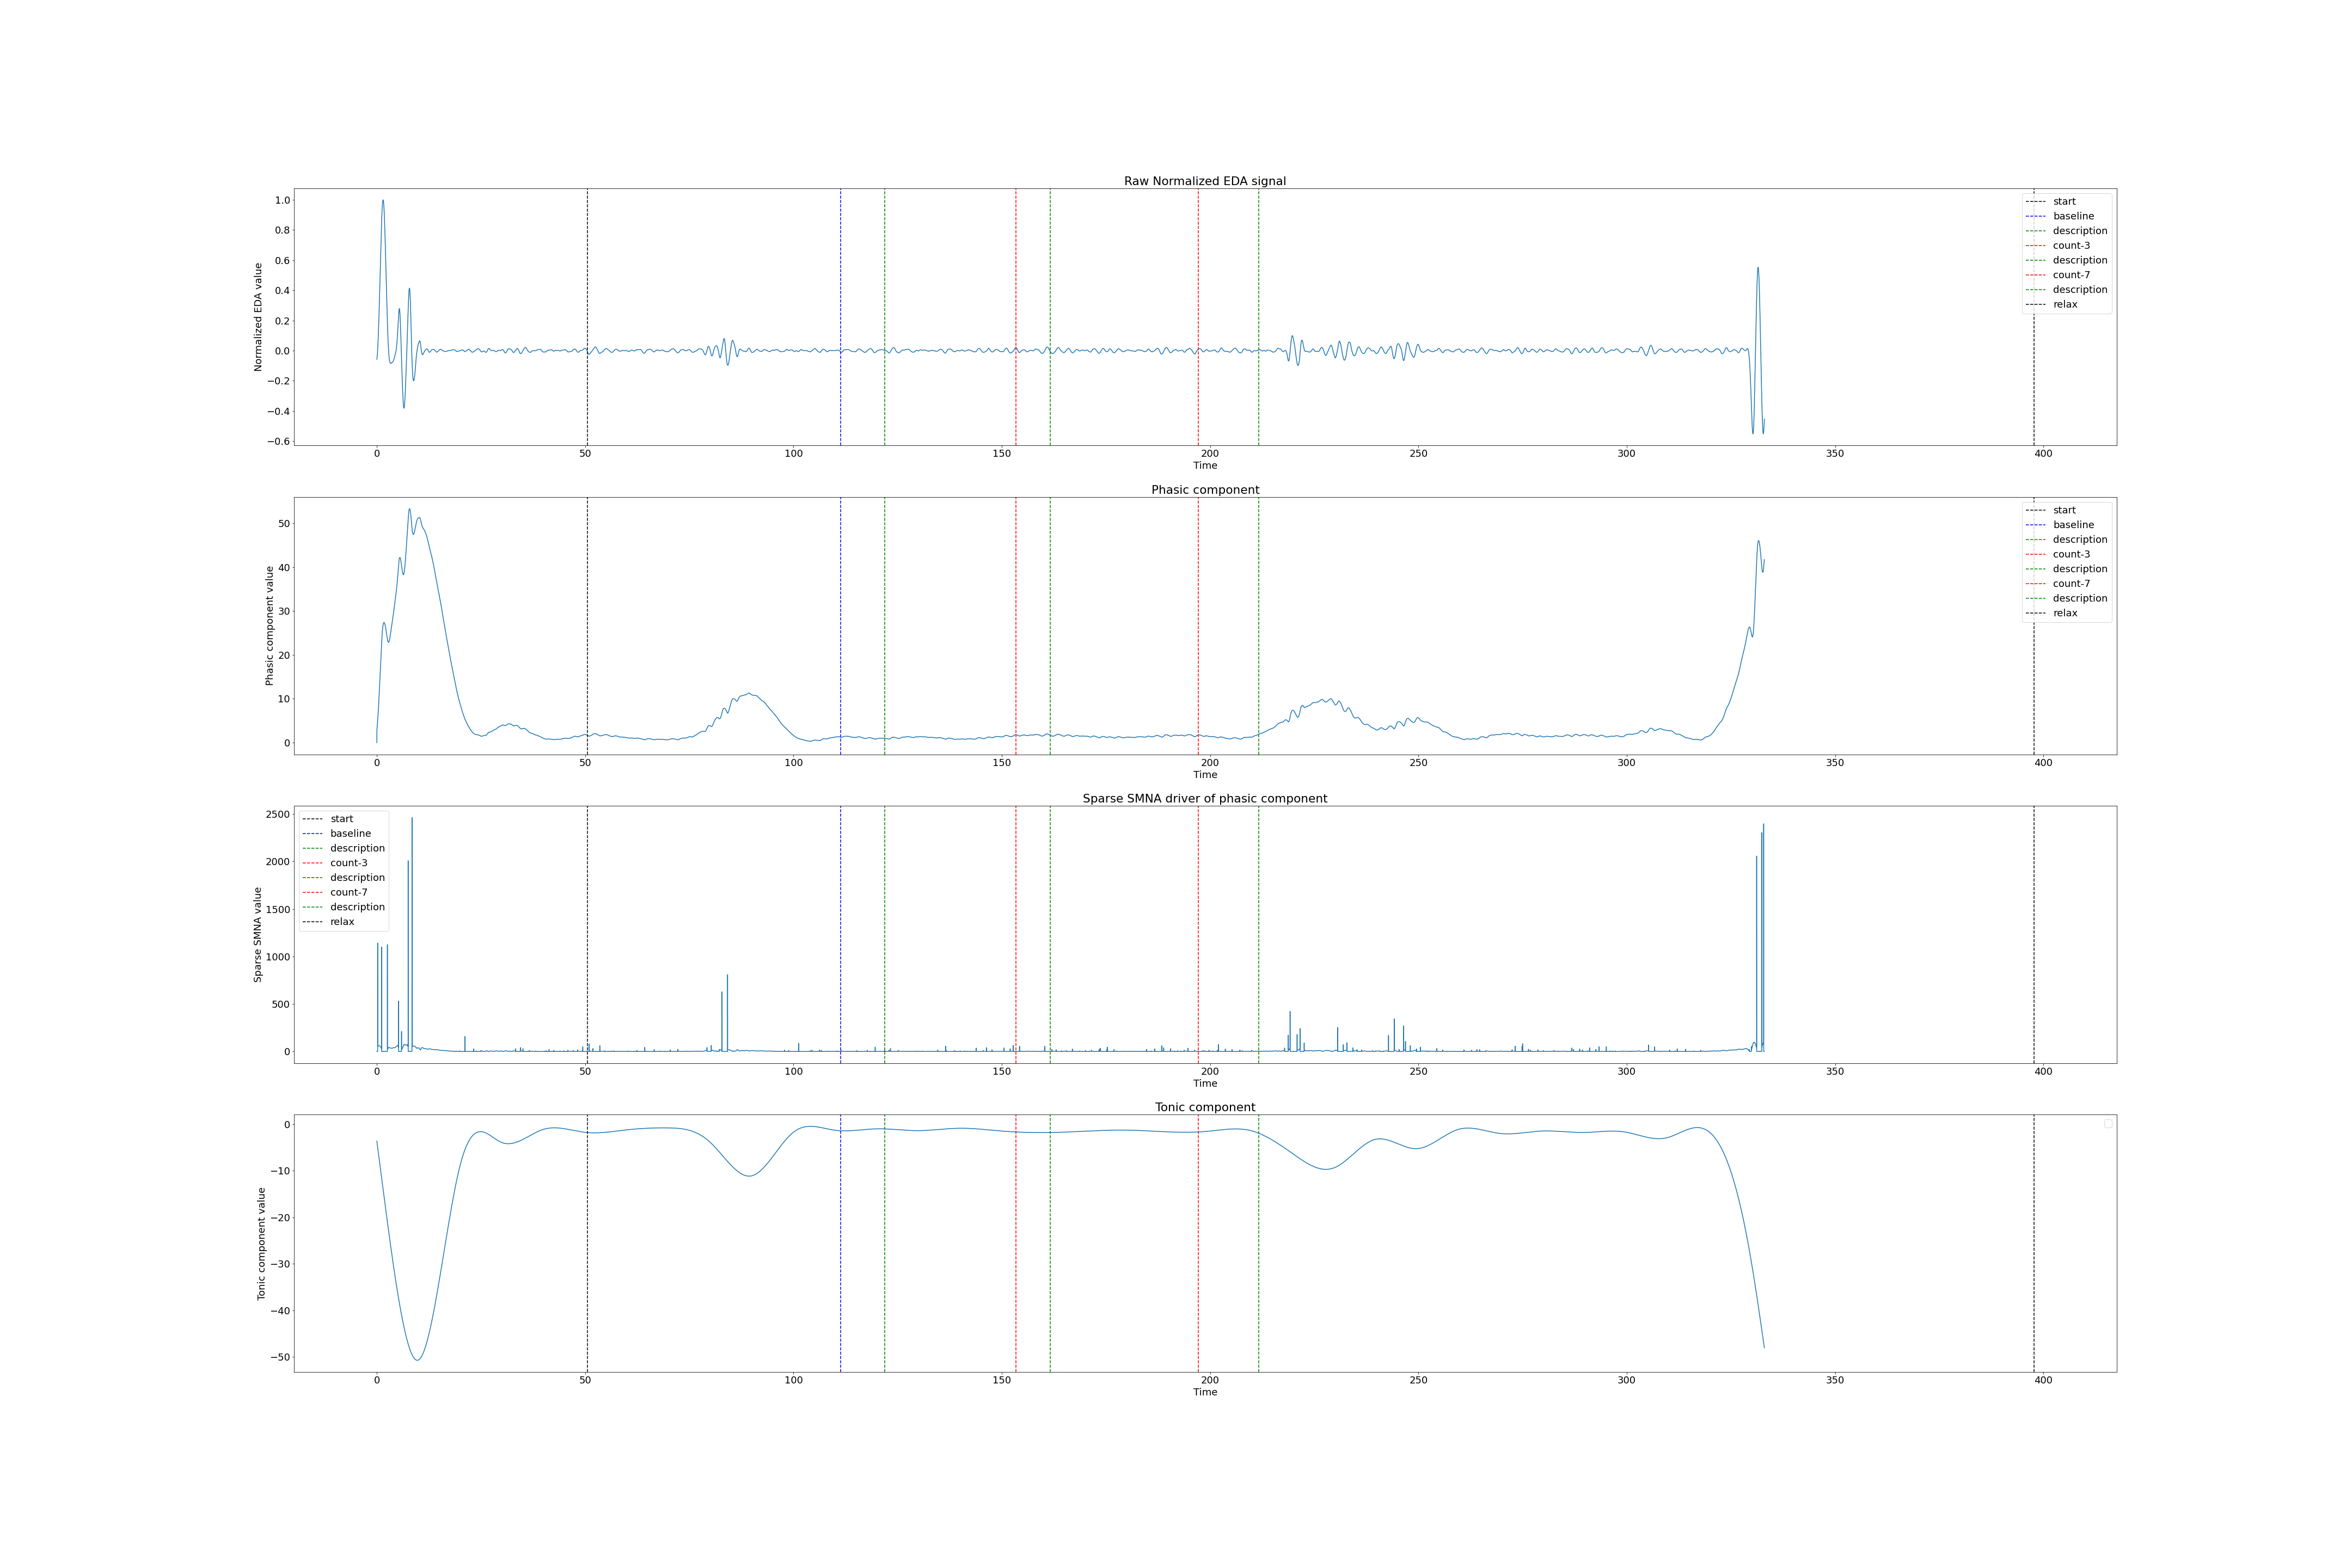 Raw Normalized EDA signal
Normalized EDA value
1.0
0.8
0.6
0.4
0.2
0.0
−0.2
−0.4
−0.6
0 50 100 150 200 250 300 350 400
Time
start
baseline
description
count-3
description
count-7
description
relax
Phasic component
Phasic component value
50
40
30
20
10
0
0 50 100 150 200 250 300 350 400
Time
start
baseline
description
count-3
description
count-7
description
relax
Sparse SMNA driver of phasic component
Sparse SMNA value
2500
2000
1500
1000
500
0
start
baseline
description
count-3
description
count-7
description
relax
0 50 100 150 200 250 300 350 400
Time
Tonic component
Tonic component value
0
−10
−20
−30
−40
−50
0 50 100 150 200 250 300 350 400
Time